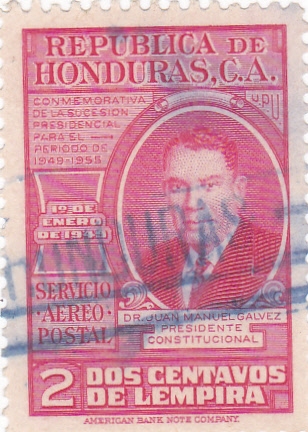 REPUBLICA DE
HONDURAS, C.A.
CONMEMORATIVA
DE LA SUCESION
PRESIDENCIAL
PARA EL
PERIODO DE
1949-1955
U.P.U.
1º DE
ENERO
DE 1949
SERVICIO
AEREO
POSTAL
DR. JUAN MANUEL GALVEZ
PRESIDENTE
CONSTITUCIONAL
2 DOS CENTAVOS
DE LEMPIRA
AMERICAN BANK NOTE COMPANY.